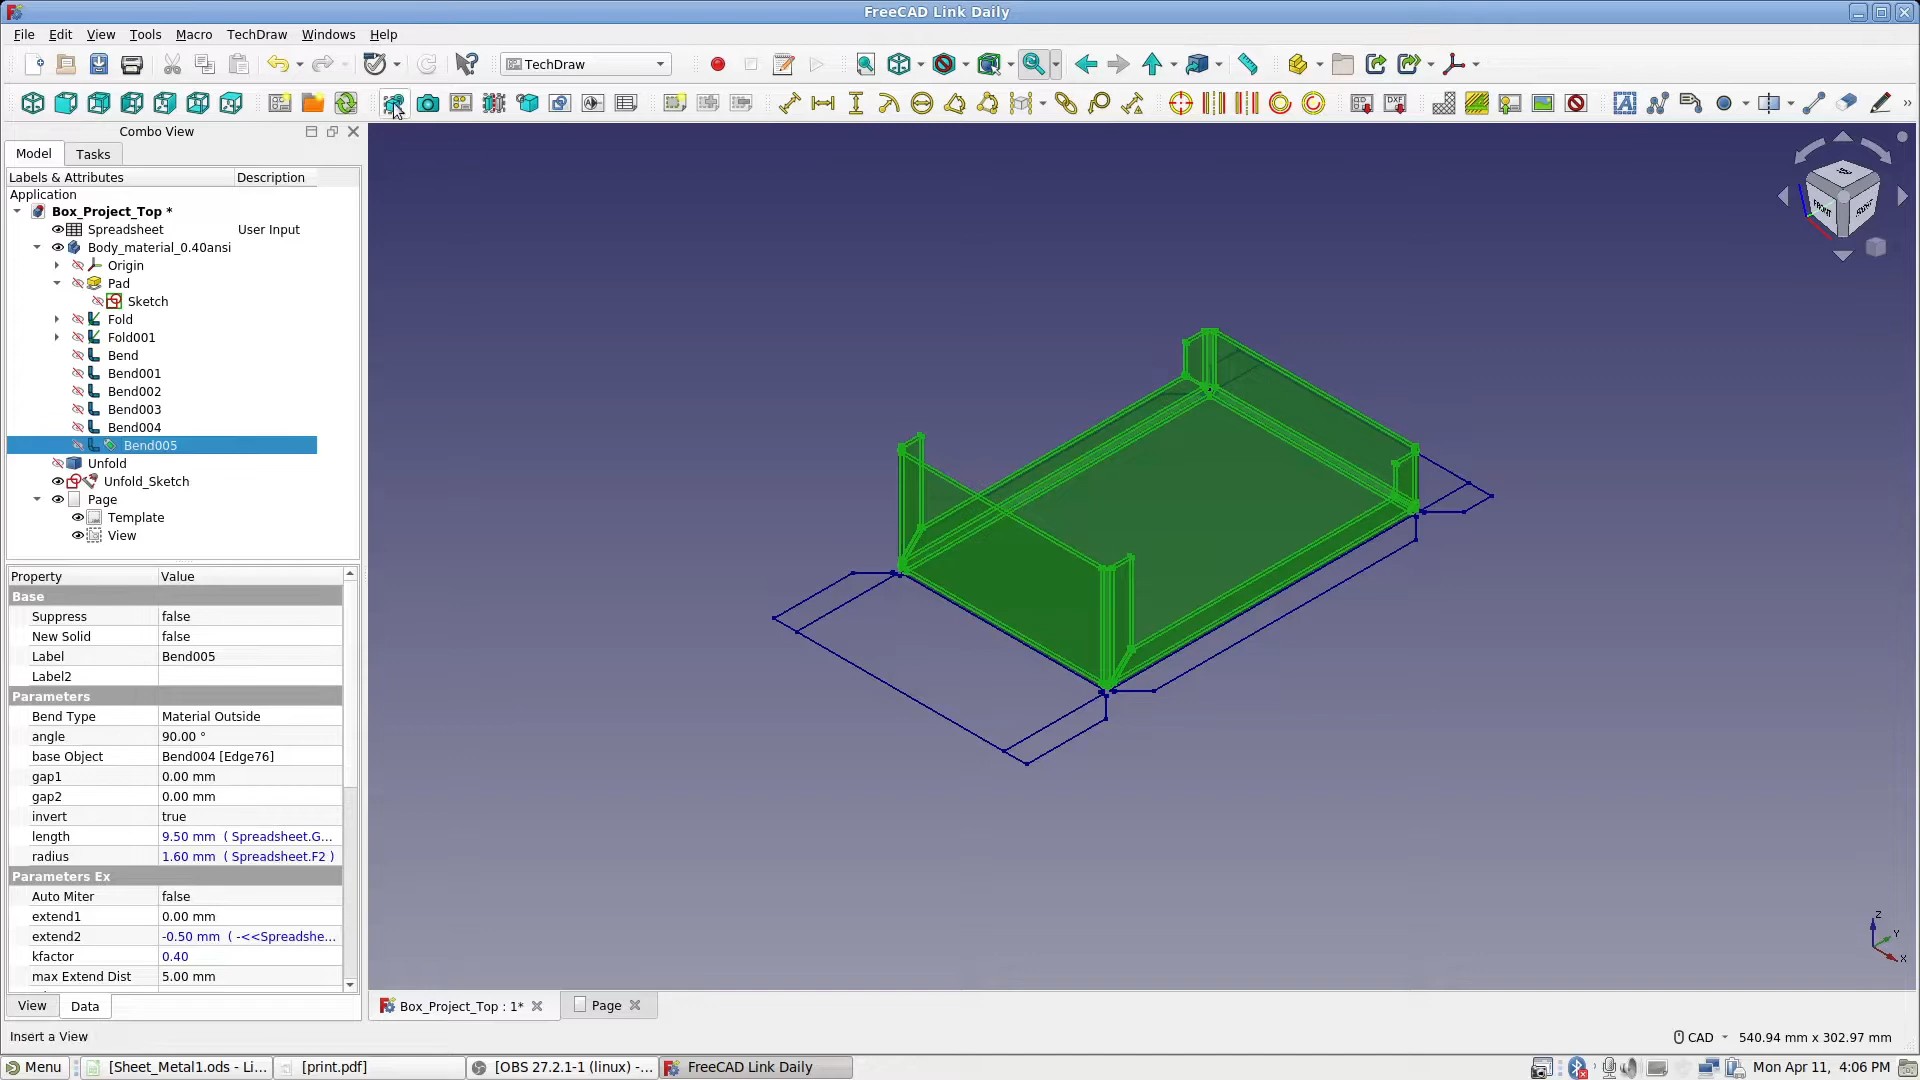 FreeCAD Link Daily
File Edit View Tools Macro TechDraw Windows Help
TechDraw
DXF
Combo View
Model Tasks
Labels & Attributes Description
Application
Box_Project_Top *
Spreadsheet User Input
Body_material_0.40ansi
Origin
Pad
Sketch
Fold
Fold001
Bend
Bend001
Bend002
Bend003
Bend004
Bend005
Unfold
Unfold_Sketch
Page
Template
View
Property Value
Base
Suppress false
New Solid false
Label Bend005
Label2
Parameters
Bend Type Material Outside
angle 90.00 °
base Object Bend004 [Edge76]
gap1 0.00 mm
gap2 0.00 mm
invert true
length 9.50 mm ( Spreadsheet.G...
radius 1.60 mm ( Spreadsheet.F2 )
Parameters Ex
Auto Miter false
extend1 0.00 mm
extend2 -0.50 mm ( -<<Spreadshe...
kfactor 0.40
max Extend Dist 5.00 mm
View Data
TOP
FRONT
RIGHT
Z
Y
X
Box_Project_Top : 1*
Page
Insert a View
CAD 540.94 mm x 302.97 mm
Menu
[Sheet_Metal1.ods - Li...
[print.pdf]
[OBS 27.2.1-1 (linux) -...
FreeCAD Link Daily
Mon Apr 11, 4:06 PM